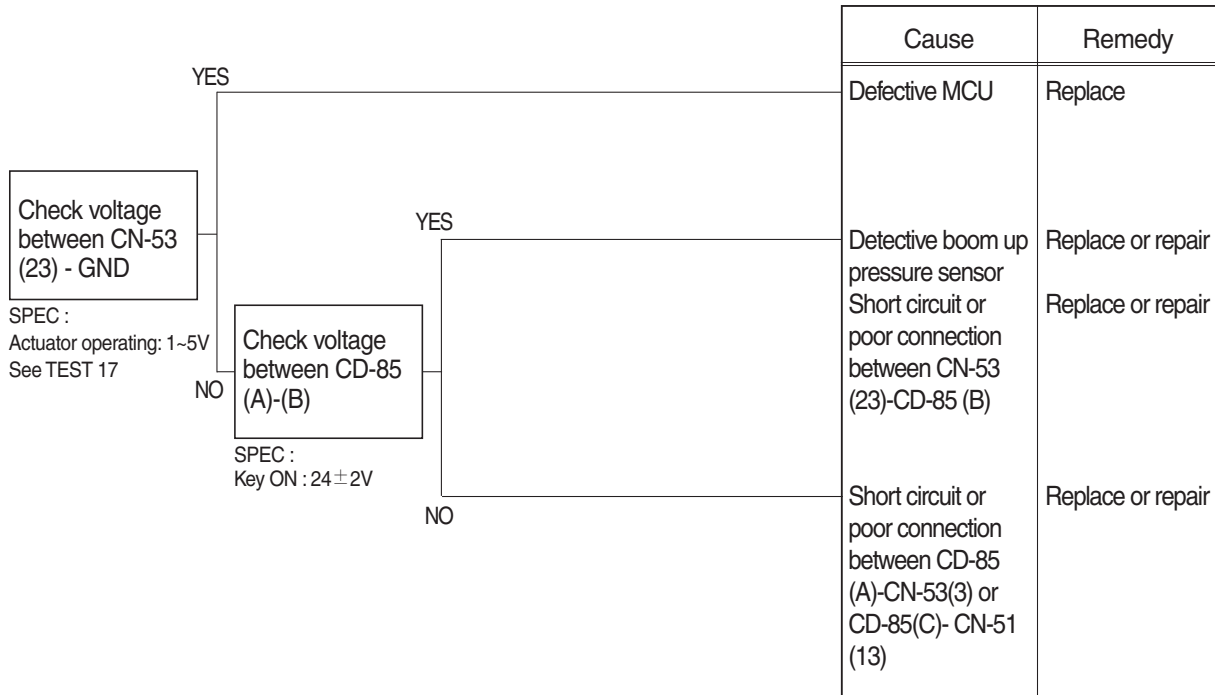 Cause
Remedy
YES
Defective MCU
Replace
Check voltage
between CN-53
(23) - GND
SPEC :
Actuator operating: 1~5V
See TEST 17
NO
YES
Detective boom up
pressure sensor
Replace or repair
Short circuit or
poor connection
between CN-53
(23)-CD-85 (B)
Replace or repair
Check voltage
between CD-85
(A)-(B)
SPEC :
Key ON : 24±2V
NO
Short circuit or
poor connection
between CD-85
(A)-CN-53(3) or
CD-85(C)- CN-51
(13)
Replace or repair